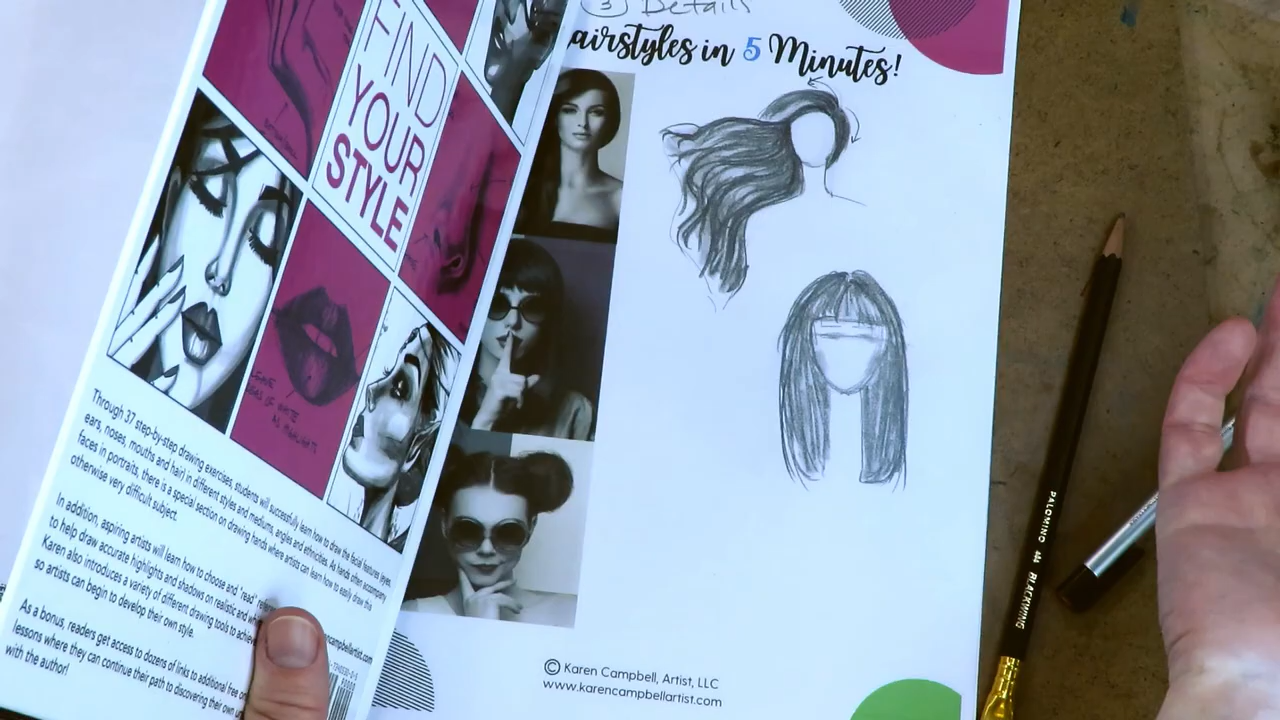 ③ Details
airstyles in 5 Minutes!
FIND
YOUR
STYLE
Through 37 step-by-step drawing exercises, students will successfully learn how to draw the facial features (eyes,
ears, noses, mouths and hair) in different styles and mediums, angles and ethnicities. As hands often accompany
faces in portraits, there is a special section on drawing hands where artists can learn how to easily draw this
otherwise very difficult subject.
In addition, aspiring artists will learn how to choose and "read"
to help draw accurate highlights and shadows on realistic and
Karen also introduces a variety of different drawing tools to achieve
so artists can begin to develop their own style.
As a bonus, readers get access to dozens of links to additional free
lessons where they can continue their path to discovering their own
with the author!
campbellartist.com
© Karen Campbell, Artist, LLC
www.karencampbellartist.com
PALOMINO BLACKWING